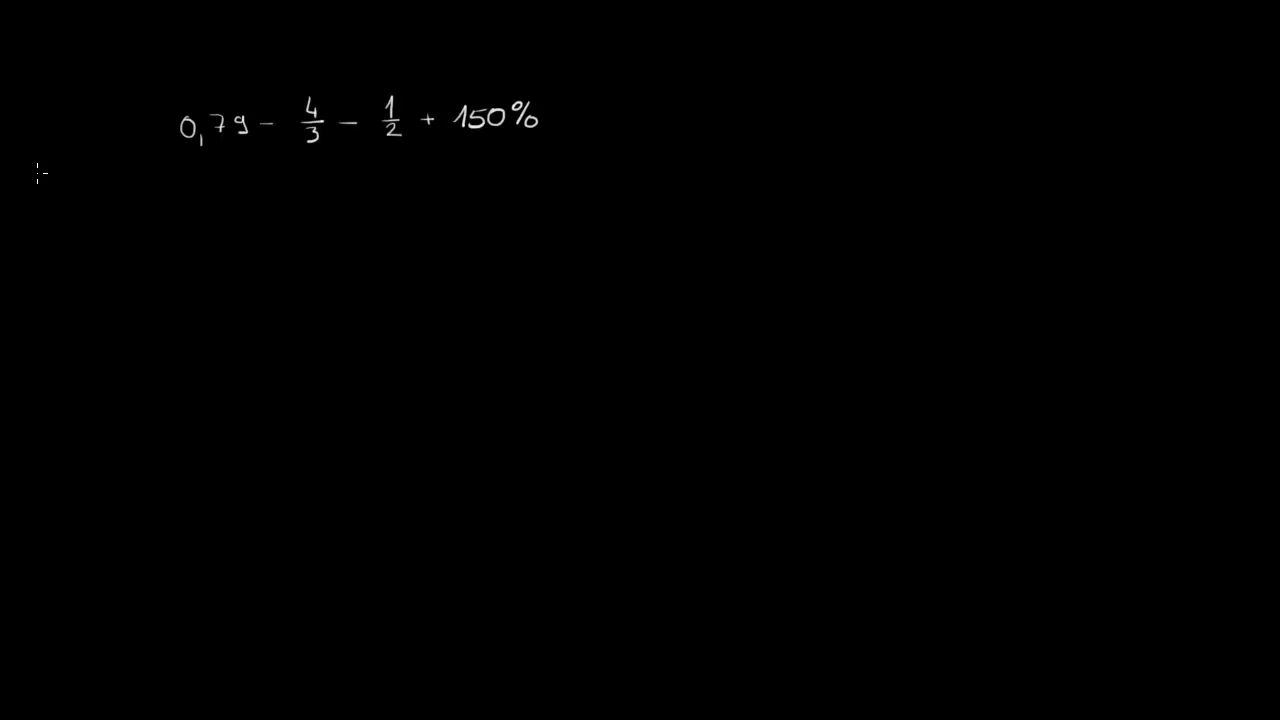 0,79 - 4/3 - 1/2 + 150%